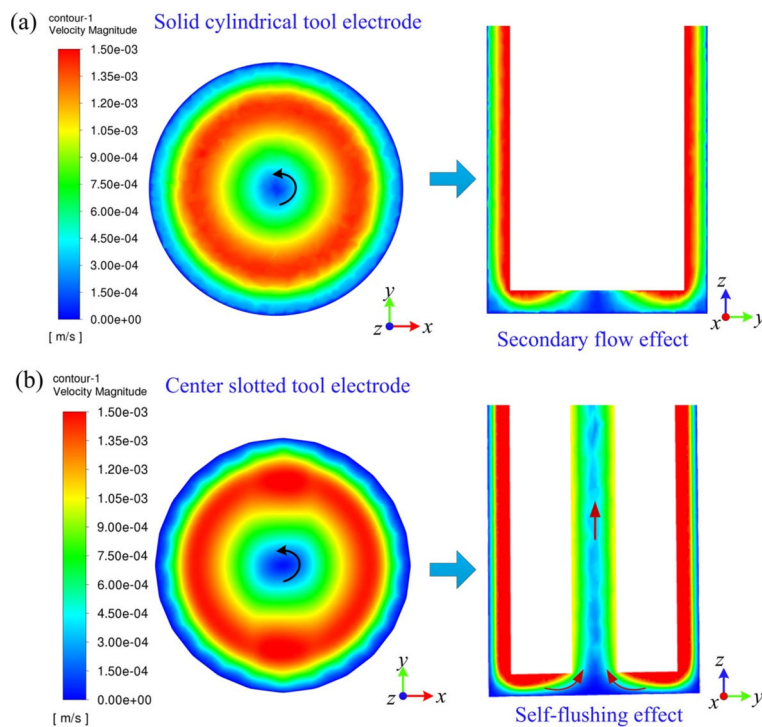 (a)
Solid cylindrical tool electrode
contour-1
Velocity Magnitude
1.50e-03
1.35e-03
1.20e-03
1.05e-03
9.00e-04
7.50e-04
6.00e-04
4.50e-04
3.00e-04
1.50e-04
0.00e+00
[ m/s ]
y
z
x
z
x
y
Secondary flow effect
(b)
Center slotted tool electrode
contour-1
Velocity Magnitude
1.50e-03
1.35e-03
1.20e-03
1.05e-03
9.00e-04
7.50e-04
6.00e-04
4.50e-04
3.00e-04
1.50e-04
0.00e+00
[ m/s ]
y
z
x
z
x
y
Self-flushing effect